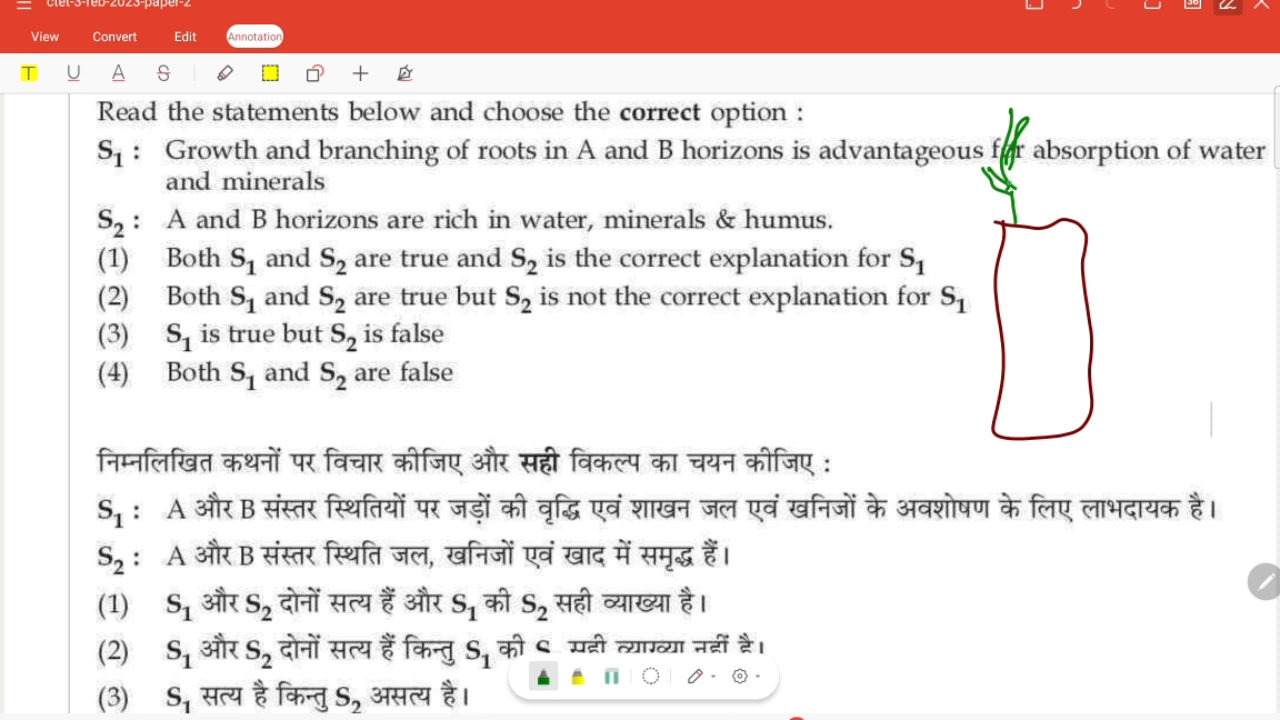 ctet-3-feb-2023-paper-2
View Convert Edit Annotation
Read the statements below and choose the correct option :
S1 : Growth and branching of roots in A and B horizons is advantageous for absorption of water
and minerals
S2 : A and B horizons are rich in water, minerals & humus.
(1) Both S1 and S2 are true and S2 is the correct explanation for S1
(2) Both S1 and S2 are true but S2 is not the correct explanation for S1
(3) S1 is true but S2 is false
(4) Both S1 and S2 are false
निम्नलिखित कथनों पर विचार कीजिए और सही विकल्प का चयन कीजिए :
S1 : A और B संस्तर स्थितियों पर जड़ों की वृद्धि एवं शाखन जल एवं खनिजों के अवशोषण के लिए लाभदायक है।
S2 : A और B संस्तर स्थिति जल, खनिजों एवं खाद में समृद्ध हैं।
(1) S1 और S2 दोनों सत्य हैं और S1 की S2 सही व्याख्या है।
(2) S1 और S2 दोनों सत्य हैं किन्तु S1 की S सही व्याख्या नहीं है।
(3) S1 सत्य है किन्तु S2 असत्य है।